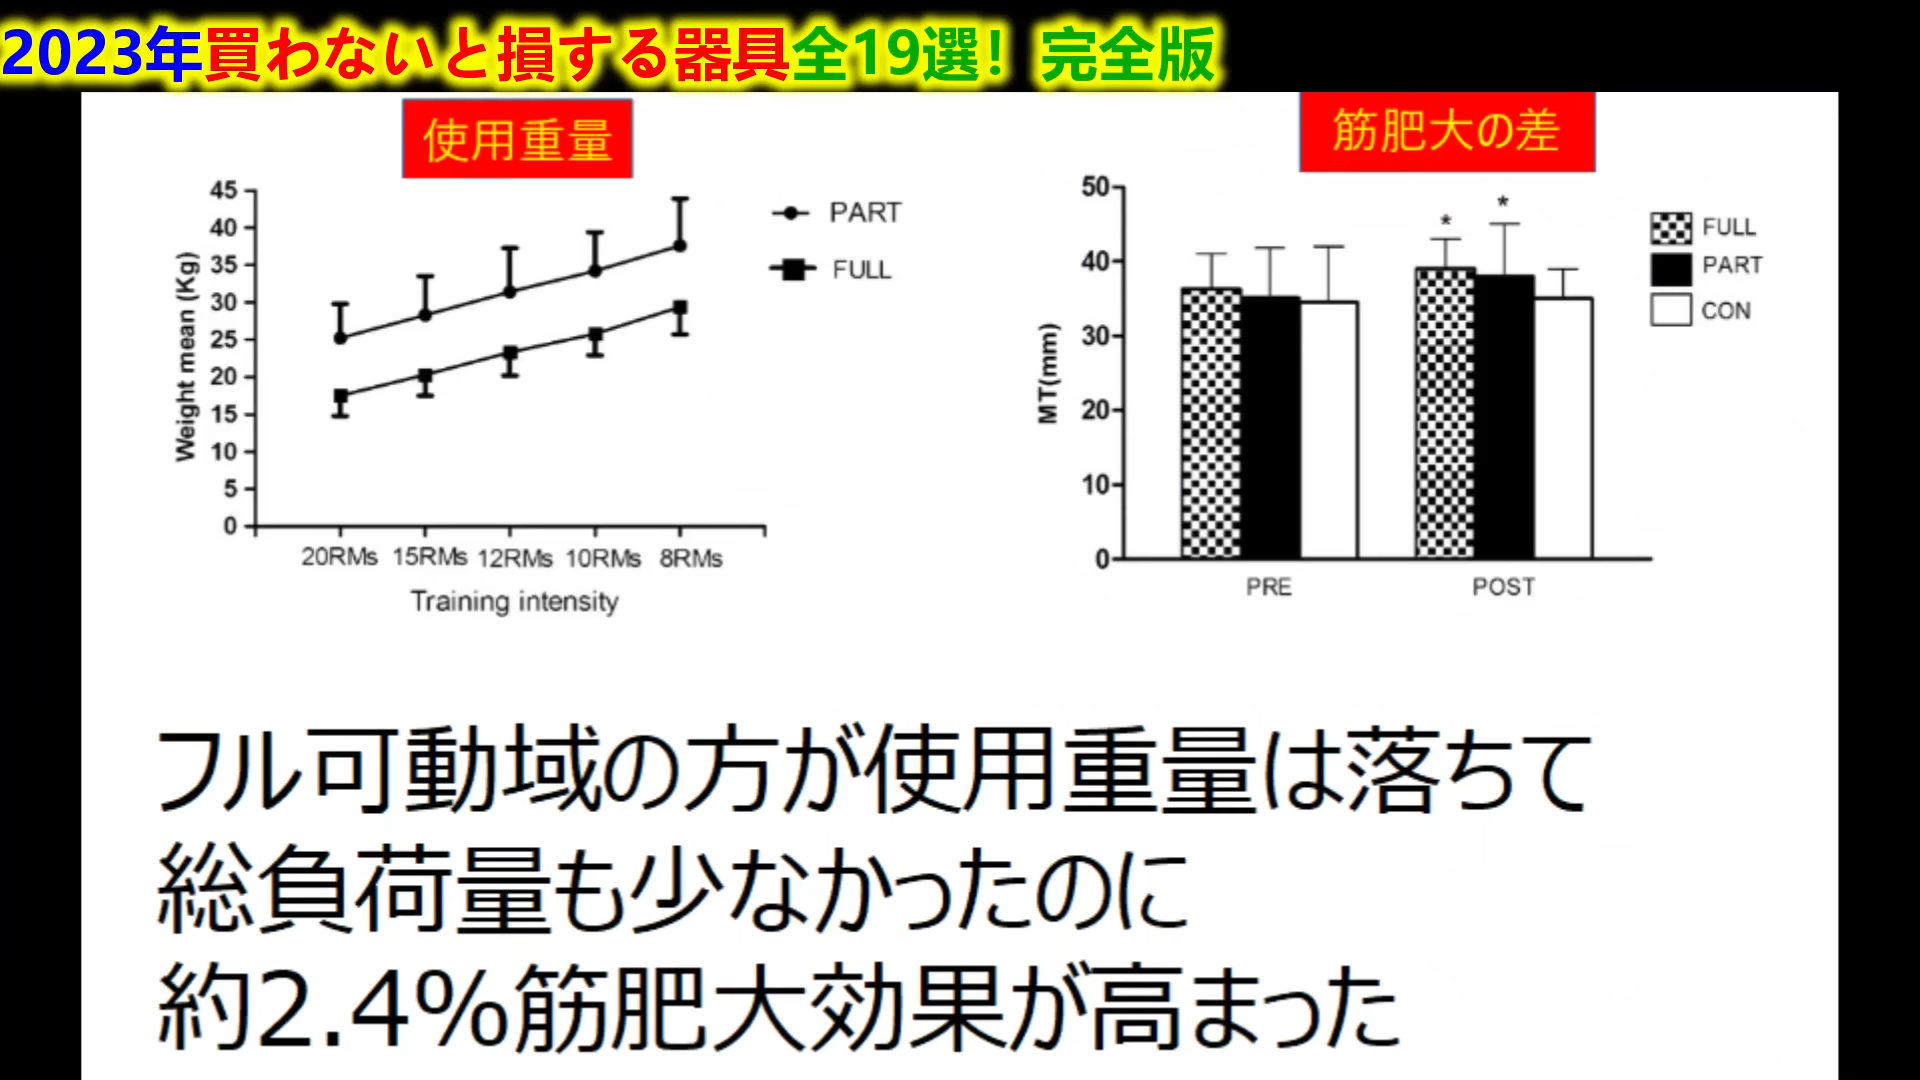 2023年買わないと損する器具全19選！完全版
使用重量
45
40
35
30
25
20
15
10
5
0
Weight mean (Kg)
20RMs 15RMs 12RMs 10RMs 8RMs
Training intensity
PART
FULL
筋肥大の差
50
40
30
20
10
0
MT(mm)
* *
PRE POST
FULL
PART
CON
フル可動域の方が使用重量は落ちて
総負荷量も少なかったのに
約2.4%筋肥大効果が高まった